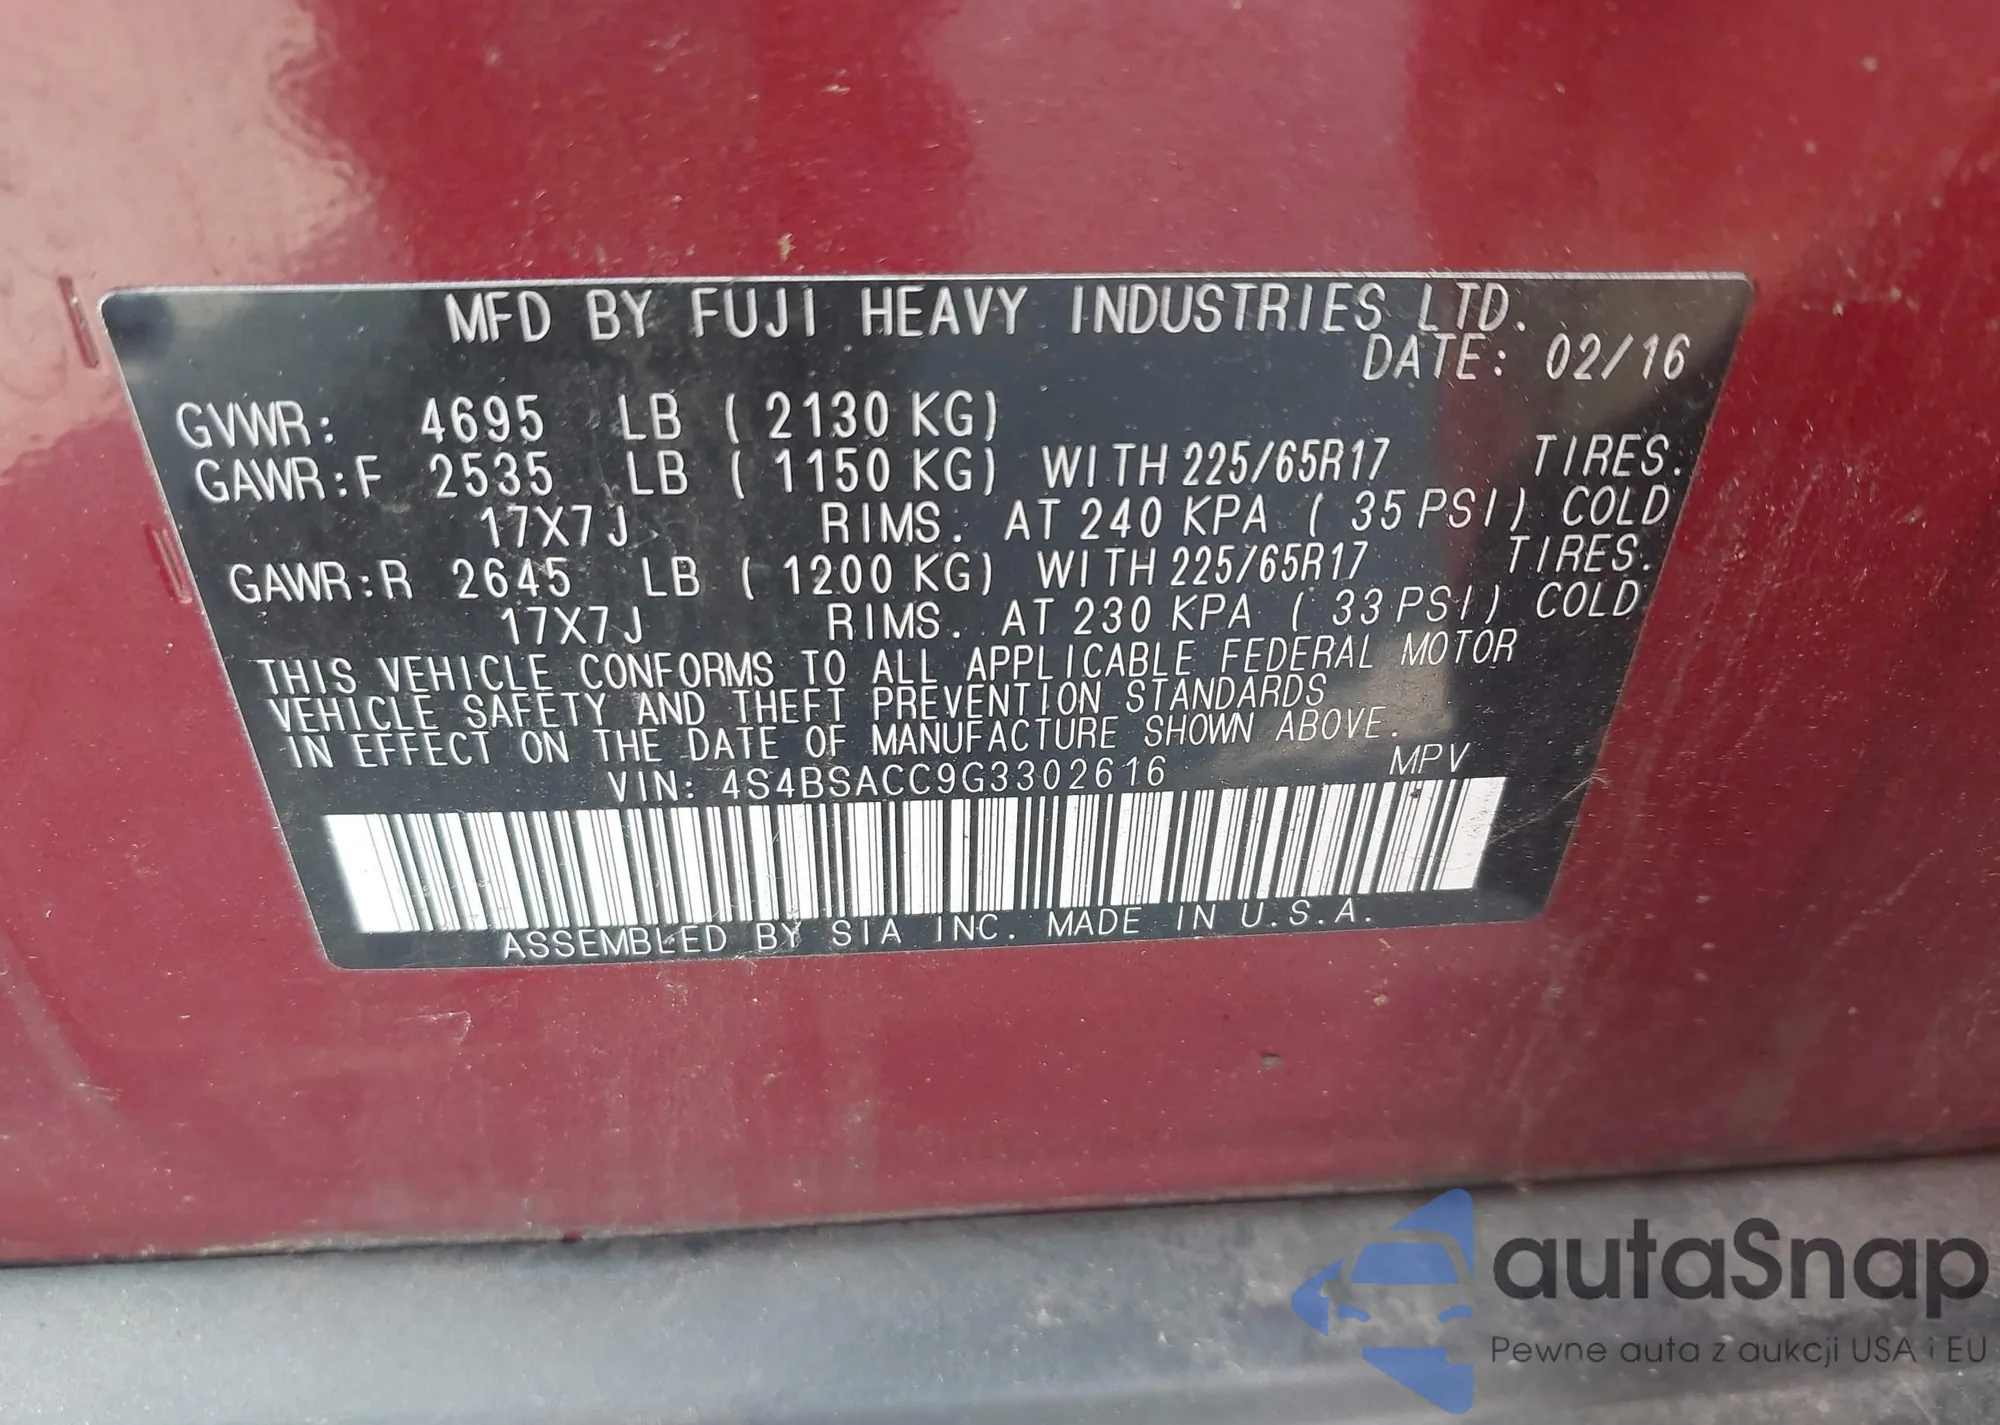 MFD BY FUJI HEAVY INDUSTRIES LTD.
DATE: 02/16
GVWR: 4695 LB ( 2130 KG)
GAWR:F 2535 LB ( 1150 KG) WITH 225/65R17 TIRES.
17X7J RIMS. AT 240 KPA ( 35 PSI) COLD
GAWR:R 2645 LB ( 1200 KG) WITH 225/65R17 TIRES.
17X7J RIMS. AT 230 KPA ( 33 PSI) COLD
THIS VEHICLE CONFORMS TO ALL APPLICABLE FEDERAL MOTOR
VEHICLE SAFETY AND THEFT PREVENTION STANDARDS
IN EFFECT ON THE DATE OF MANUFACTURE SHOWN ABOVE.
VIN: 4S4BSACC9G3302616 MPV
ASSEMBLED BY SIA INC. MADE IN U.S.A.
autaSnap
Pewne auta z aukcji USA i EU